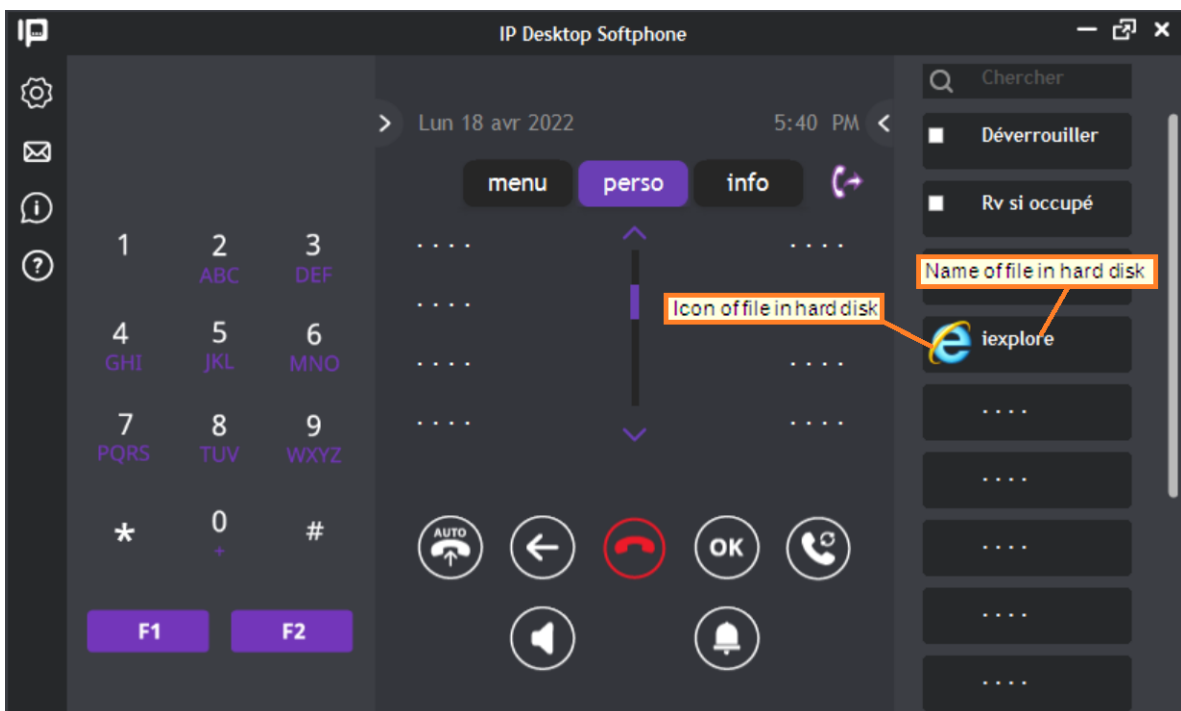 IP
IP Desktop Softphone
Chercher
Lun 18 avr 2022
5:40 PM
Déverrouiller
menu
perso
info
Rv si occupé
1
2
ABC
3
DEF
. . . .
. . . .
Name of file in hard disk
. . . .
Icon of file in hard disk
4
GHI
5
JKL
6
MNO
iexplore
. . . .
. . . .
. . . .
7
PQRS
8
TUV
9
WXYZ
. . . .
. . . .
. . . .
*
0
+
#
AUTO
OK
. . . .
F1
F2
. . . .
. . . .